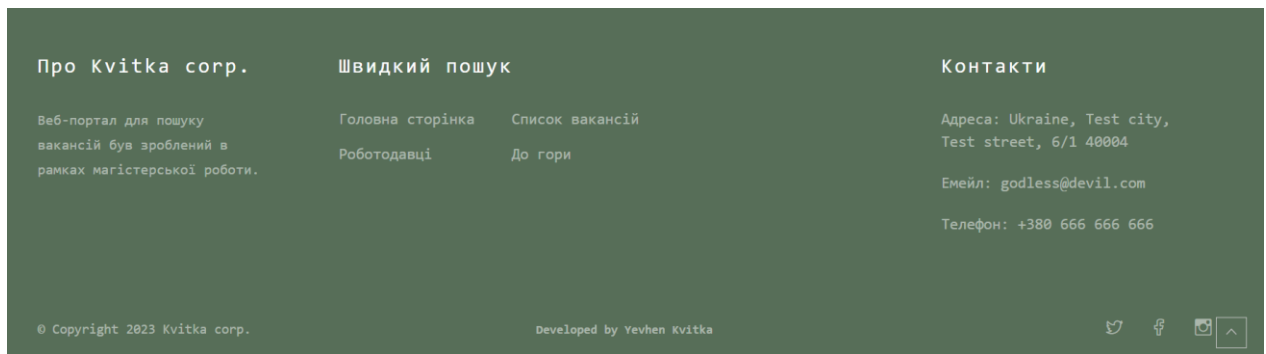 Про Kvitka corp.
Веб-портал для пошуку
вакансій був зроблений в
рамках магістерської роботи.
Швидкий пошук
Головна сторінка
Список вакансій
Роботодавці
До гори
Контакти
Адреса: Ukraine, Test city,
Test street, 6/1 40004
Емейл: godless@devil.com
Телефон: +380 666 666 666
© Copyright 2023 Kvitka corp.
Developed by Yevhen Kvitka